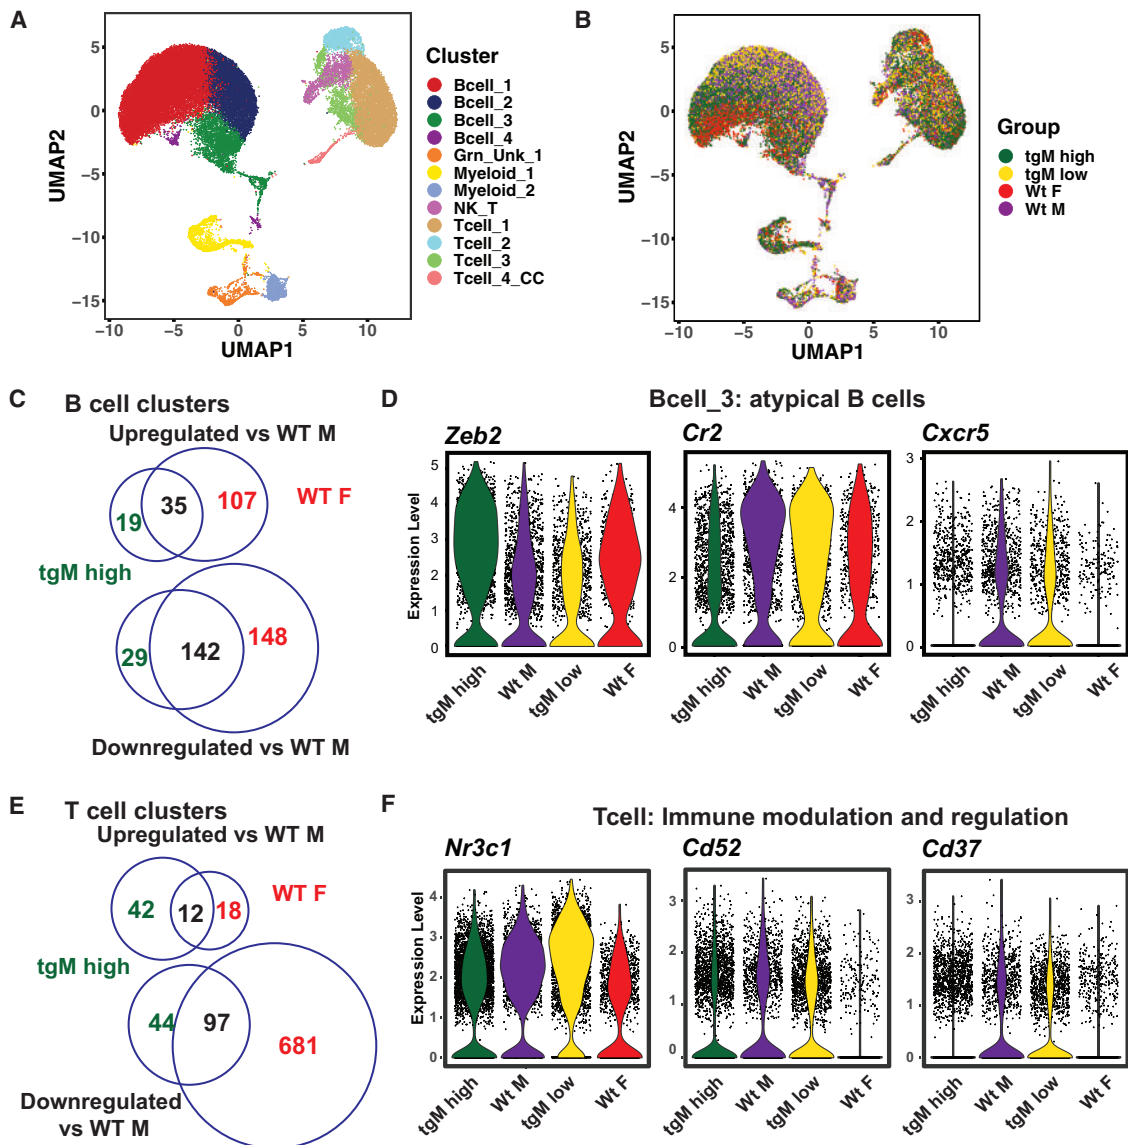 A
5
0
−5
−10
−15
UMAP2
−10
−5
0
5
10
UMAP1
Cluster
Bcell_1
Bcell_2
Bcell_3
Bcell_4
Grn_Unk_1
Myeloid_1
Myeloid_2
NK_T
Tcell_1
Tcell_2
Tcell_3
Tcell_4_CC
B
5
0
−5
−10
−15
UMAP2
−10
−5
0
5
10
UMAP1
Group
tgM high
tgM low
Wt F
Wt M
C
B cell clusters
Upregulated vs WT M
19
35
107
WT F
tgM high
29
142
148
Downregulated vs WT M
D
Bcell_3: atypical B cells
Zeb2
Cr2
Cxcr5
Expression Level
5
4
3
2
1
0
4
2
0
3
2
1
0
tgM high
Wt M
tgM low
Wt F
tgM high
Wt M
tgM low
Wt F
tgM high
Wt M
tgM low
Wt F
E
T cell clusters
Upregulated vs WT M
42
12
18
WT F
tgM high
44
97
681
Downregulated
vs WT M
F
Tcell: Immune modulation and regulation
Nr3c1
Cd52
Cd37
Expression Level
4
3
2
1
0
3
2
1
0
3
2
1
0
tgM high
Wt M
tgM low
Wt F
tgM high
Wt M
tgM low
Wt F
tgM high
Wt M
tgM low
Wt F